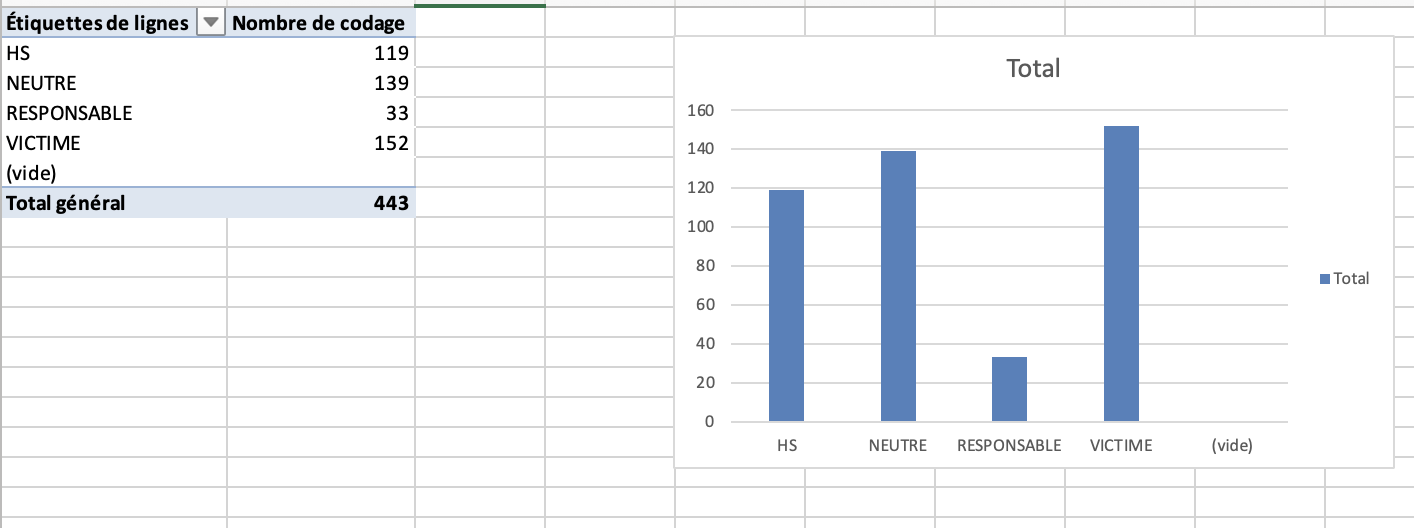 Étiquettes de lignes Nombre de codage
HS 119
NEUTRE 139
RESPONSABLE 33
VICTIME 152
(vide)
Total général 443
Total
160
140
120
100
80
60
40
20
0
HS NEUTRE RESPONSABLE VICTIME (vide)
Total